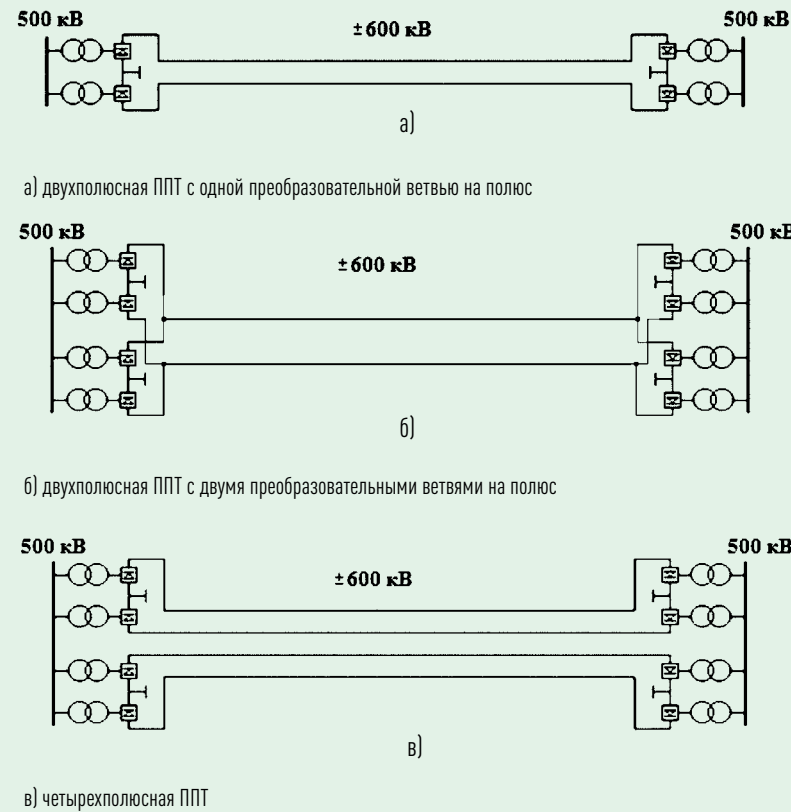 500 кВ
±600 кВ
500 кВ
а)
а) двухполюсная ППТ с одной преобразовательной ветвью на полюс
500 кВ
±600 кВ
500 кВ
б)
б) двухполюсная ППТ с двумя преобразовательными ветвями на полюс
500 кВ
±600 кВ
500 кВ
в)
в) четырехполюсная ППТ